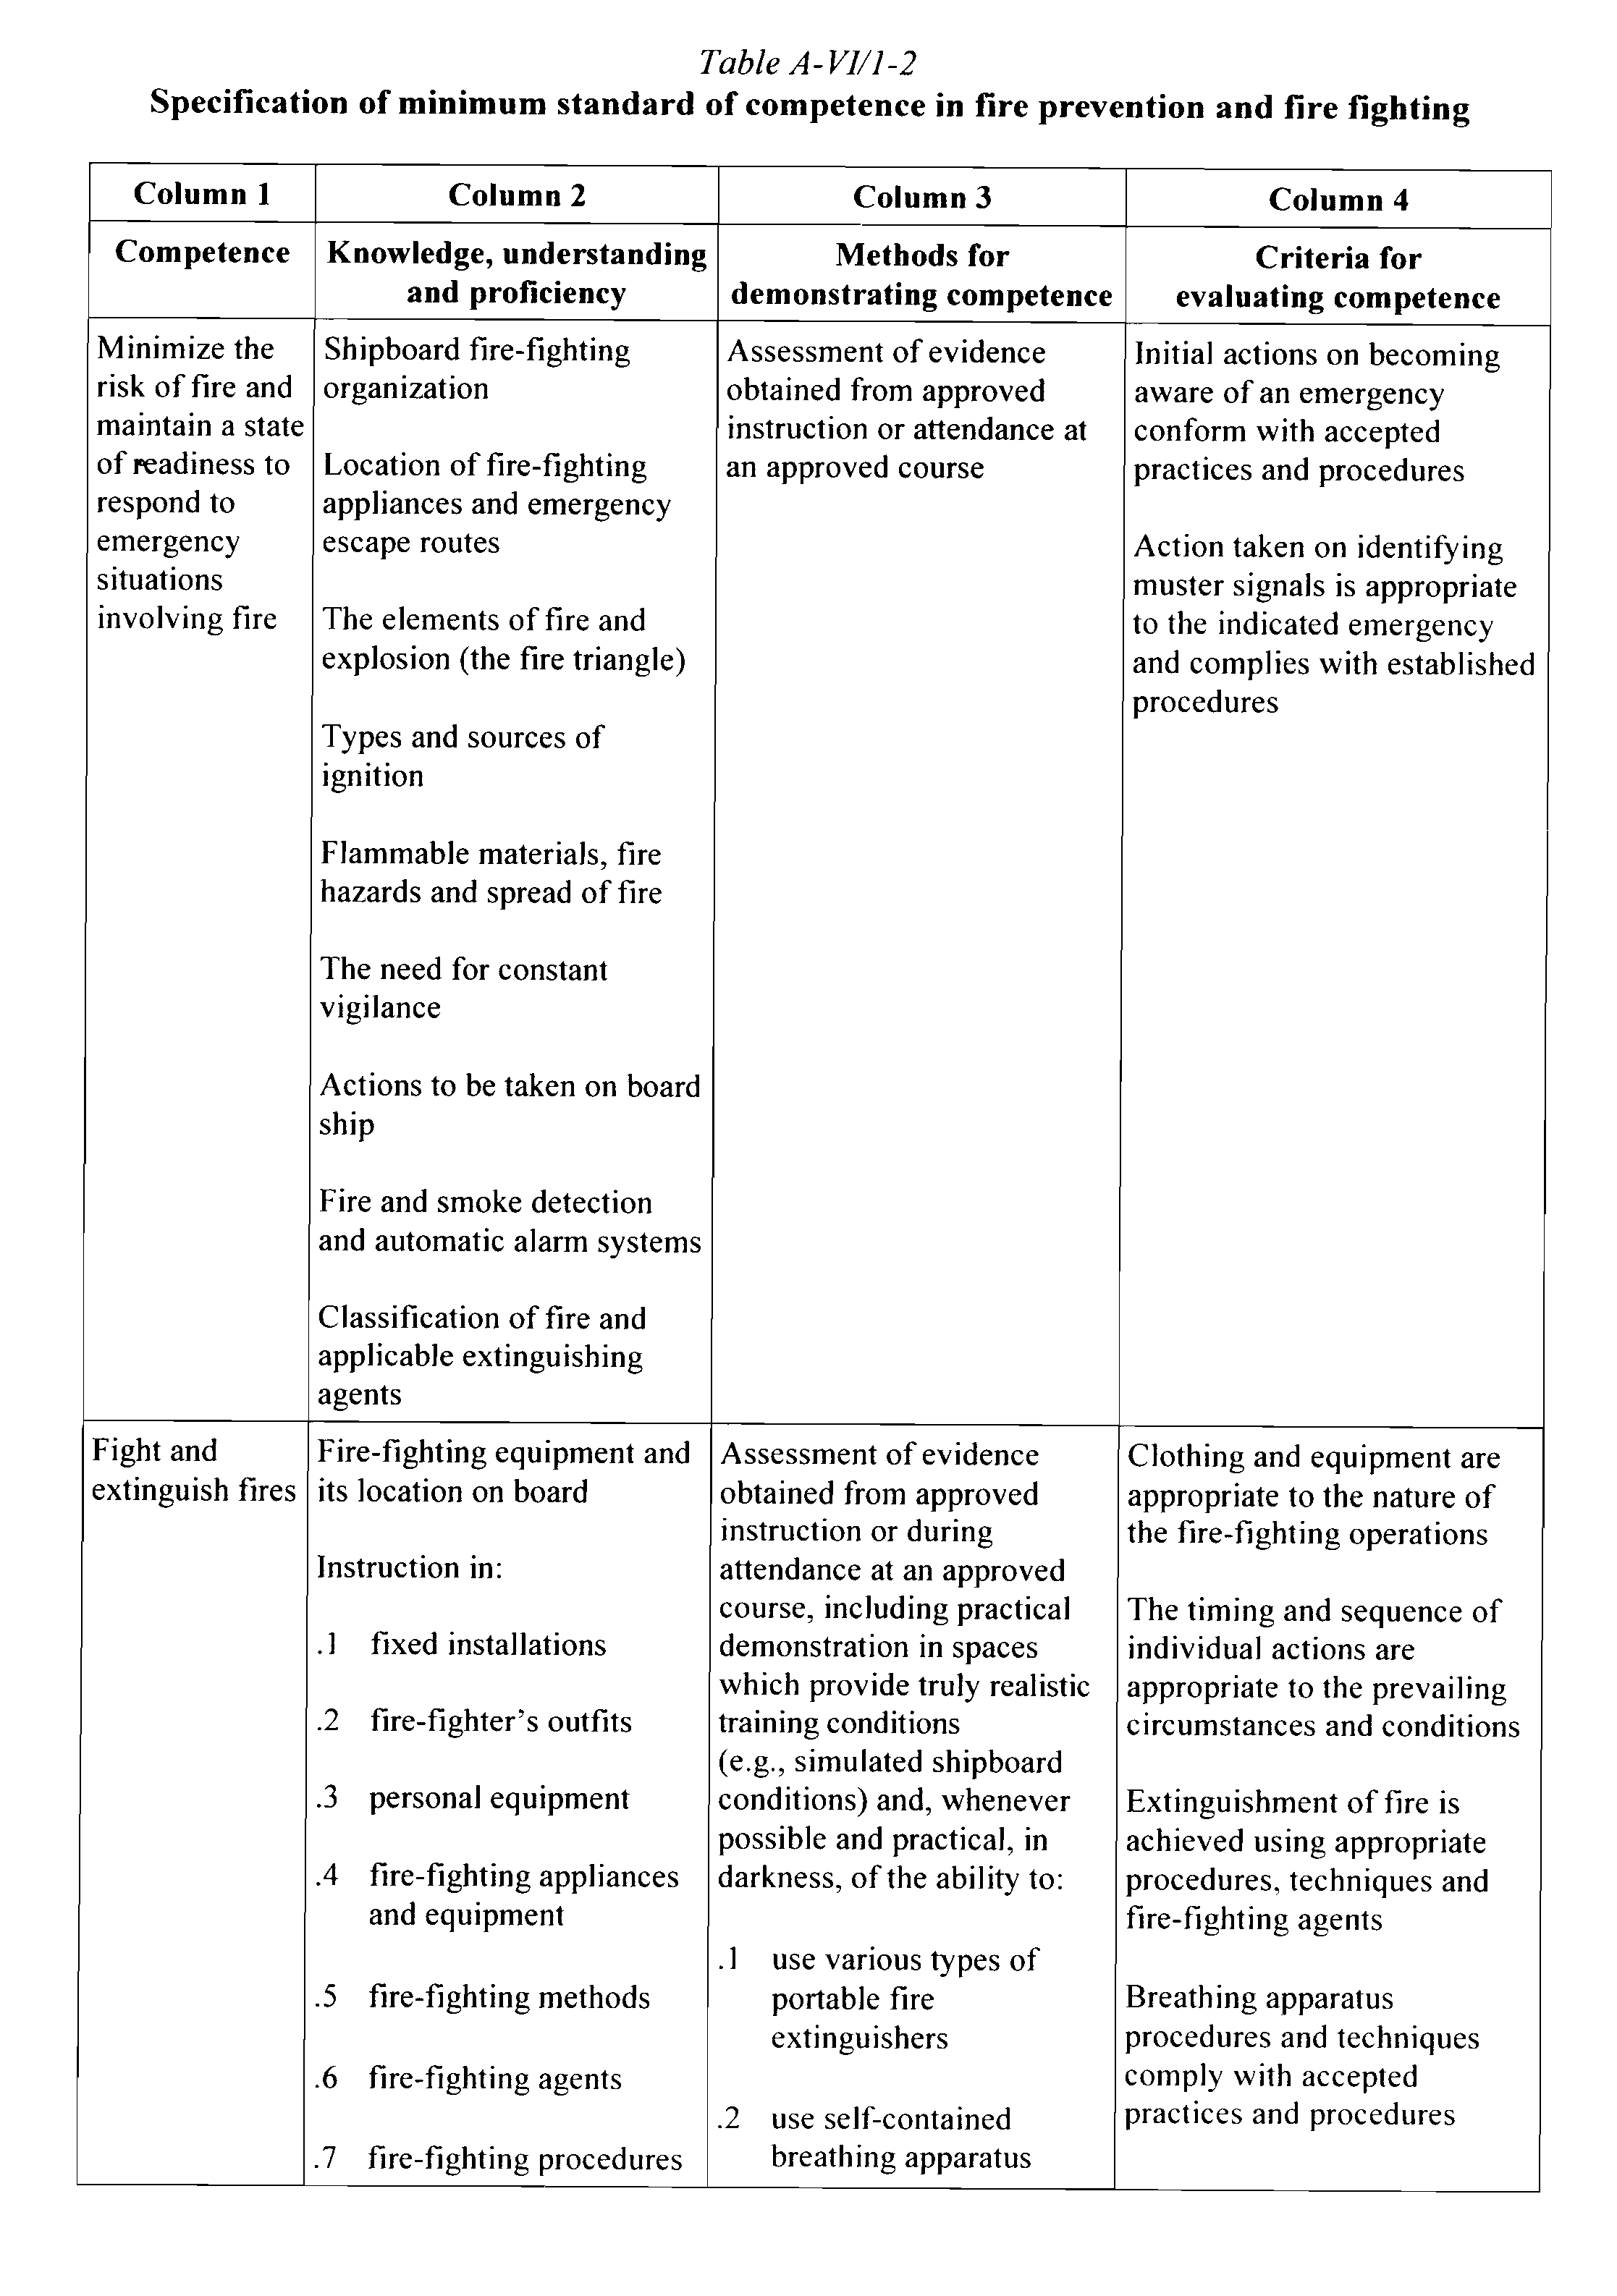 Table A-VI/1-2
Specification of minimum standard of competence in fire prevention and fire fighting
Column 1
Column 2
Column 3
Column 4
Competence
Knowledge, understanding
and proficiency
Methods for
demonstrating competence
Criteria for
evaluating competence
Minimize the
risk of fire and
maintain a state
of readiness to
respond to
emergency
situations
involving fire
Shipboard fire-fighting
organization
Location of fire-fighting
appliances and emergency
escape routes
The elements of fire and
explosion (the fire triangle)
Types and sources of
ignition
Flammable materials, fire
hazards and spread of fire
The need for constant
vigilance
Actions to be taken on board
ship
Fire and smoke detection
and automatic alarm systems
Classification of fire and
applicable extinguishing
agents
Assessment of evidence
obtained from approved
instruction or attendance at
an approved course
Initial actions on becoming
aware of an emergency
conform with accepted
practices and procedures
Action taken on identifying
muster signals is appropriate
to the indicated emergency
and complies with established
procedures
Fight and
extinguish fires
Fire-fighting equipment and
its location on board
Instruction in:
.1 fixed installations
.2 fire-fighter's outfits
.3 personal equipment
.4 fire-fighting appliances
and equipment
.5 fire-fighting methods
.6 fire-fighting agents
.7 fire-fighting procedures
Assessment of evidence
obtained from approved
instruction or during
attendance at an approved
course, including practical
demonstration in spaces
which provide truly realistic
training conditions
(e.g., simulated shipboard
conditions) and, whenever
possible and practical, in
darkness, of the ability to:
.1 use various types of
portable fire
extinguishers
.2 use self-contained
breathing apparatus
Clothing and equipment are
appropriate to the nature of
the fire-fighting operations
The timing and sequence of
individual actions are
appropriate to the prevailing
circumstances and conditions
Extinguishment of fire is
achieved using appropriate
procedures, techniques and
fire-fighting agents
Breathing apparatus
procedures and techniques
comply with accepted
practices and procedures